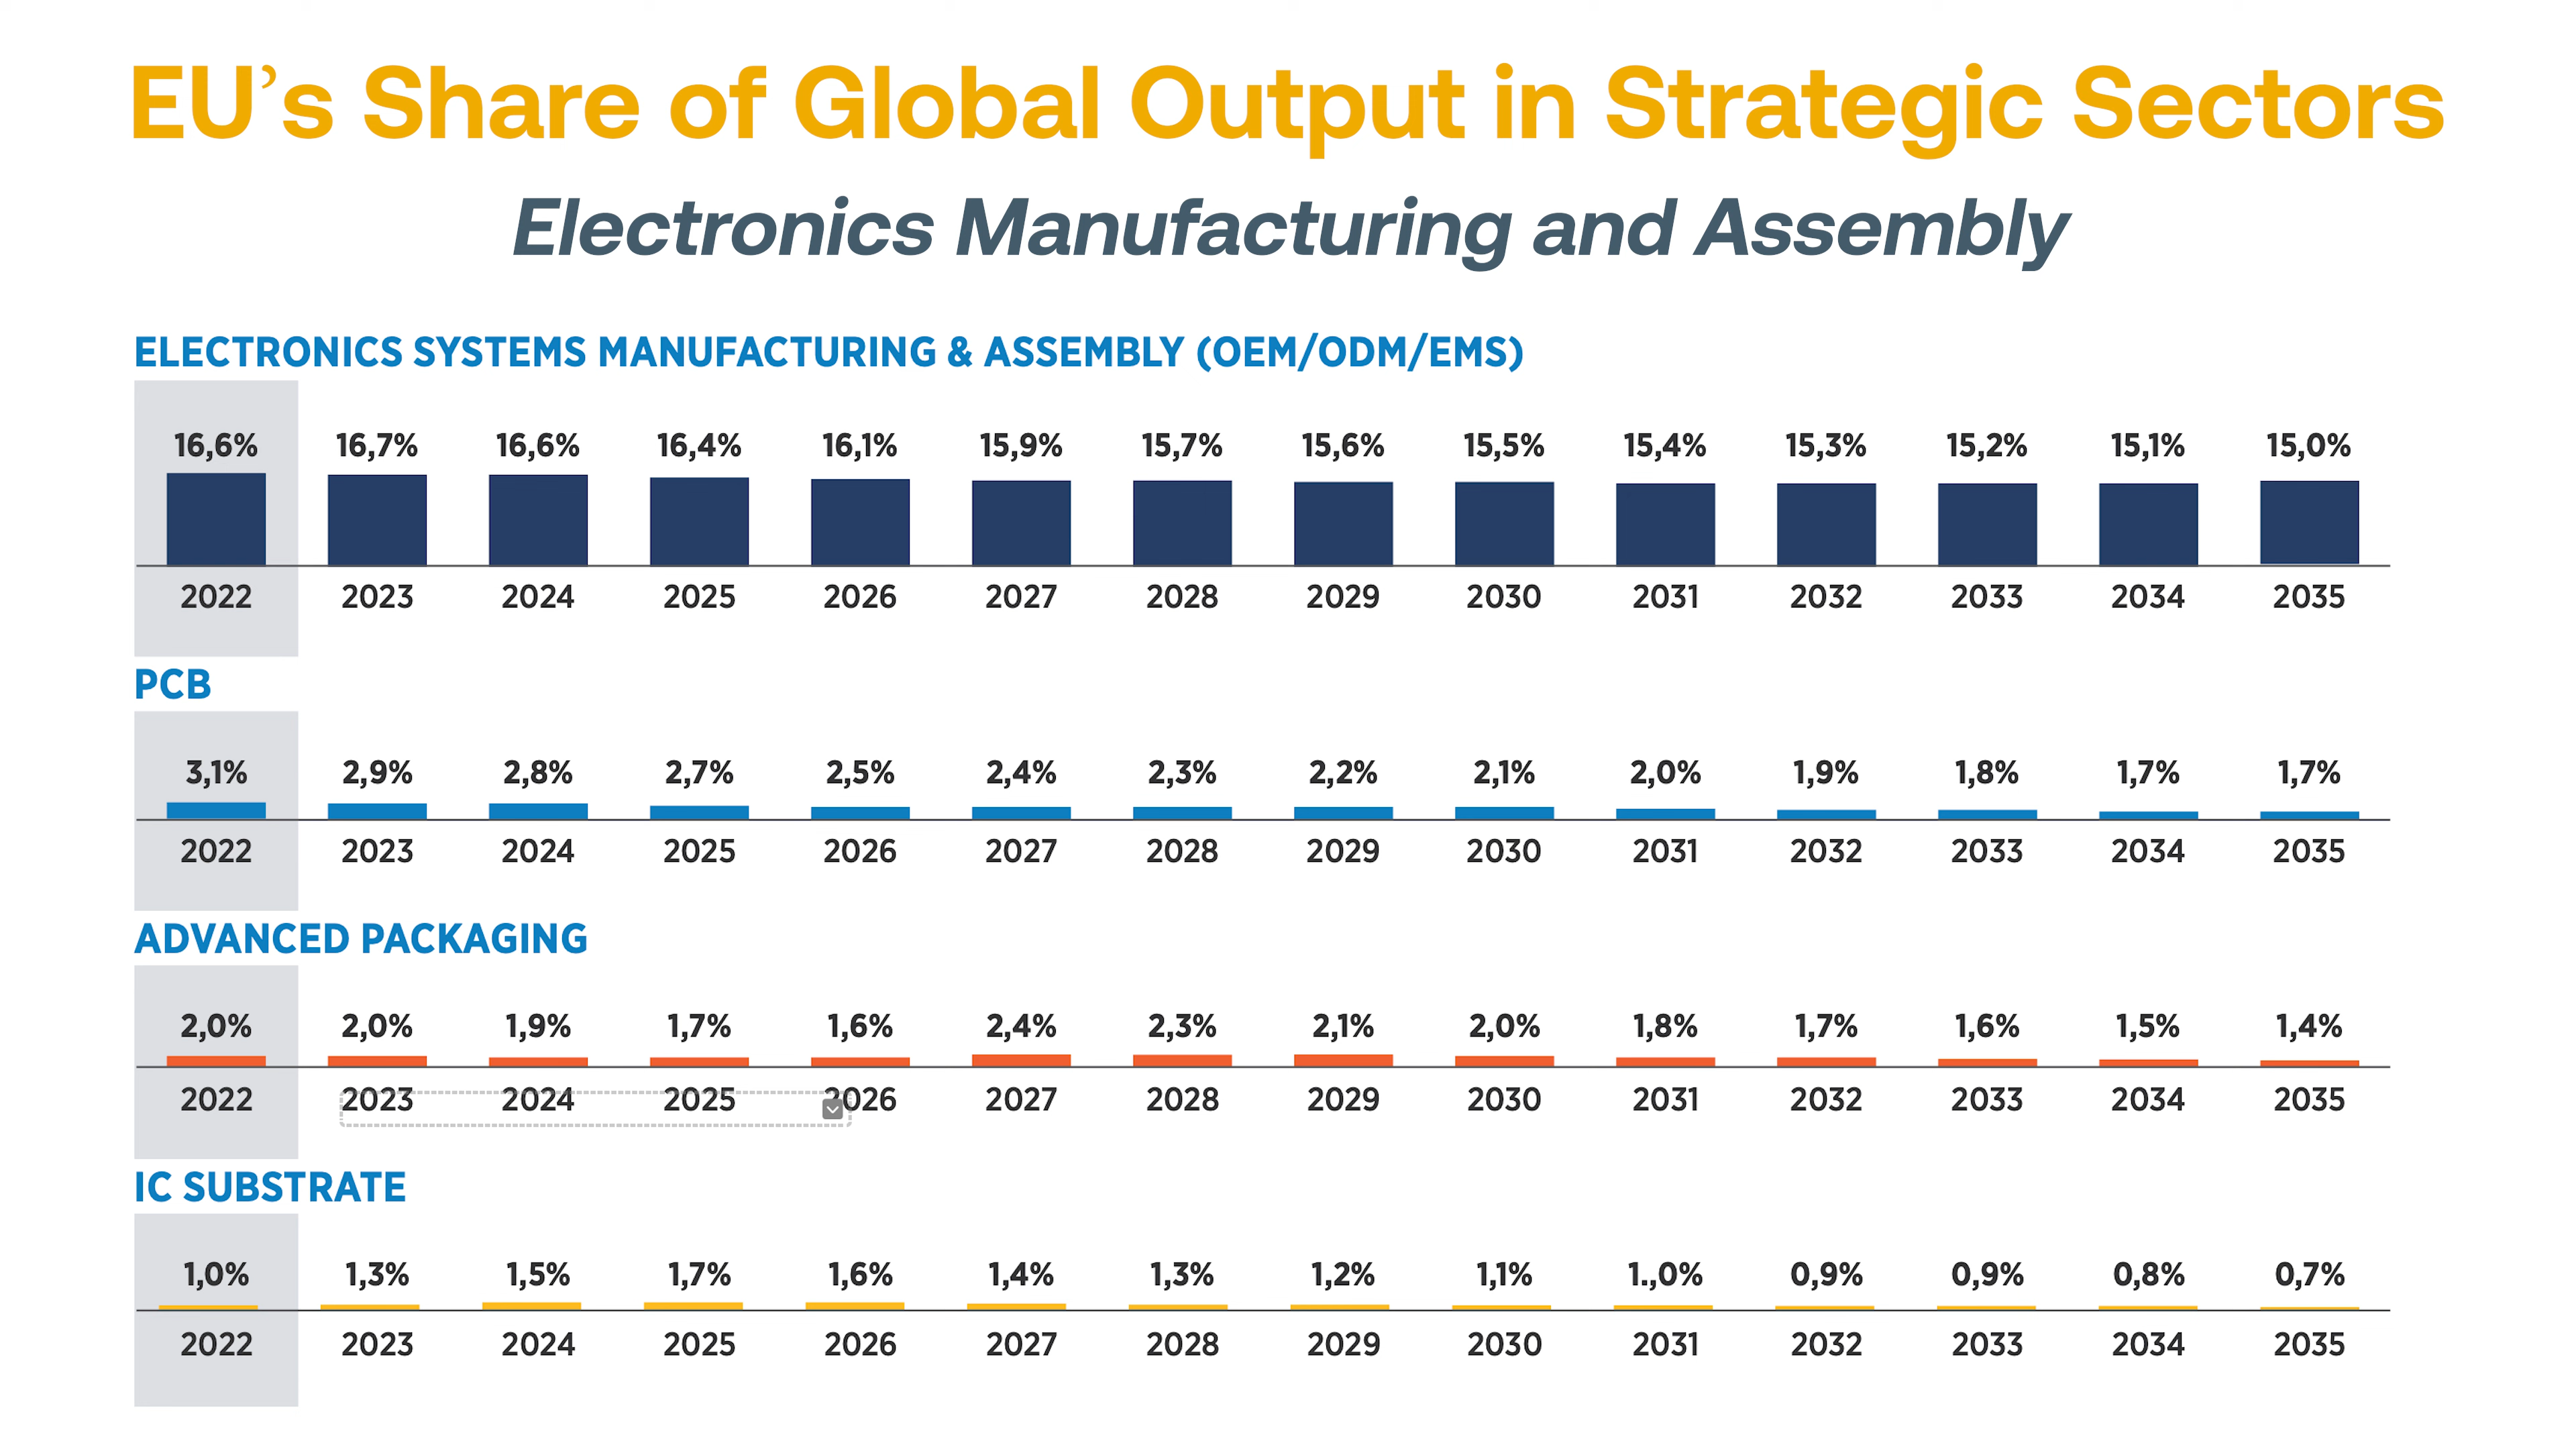 EU’s Share of Global Output in Strategic Sectors
Electronics Manufacturing and Assembly
ELECTRONICS SYSTEMS MANUFACTURING & ASSEMBLY (OEM/ODM/EMS)
16,6% 16,7% 16,6% 16,4% 16,1% 15,9% 15,7% 15,6% 15,5% 15,4% 15,3% 15,2% 15,1% 15,0%
2022 2023 2024 2025 2026 2027 2028 2029 2030 2031 2032 2033 2034 2035
PCB
3,1% 2,9% 2,8% 2,7% 2,5% 2,4% 2,3% 2,2% 2,1% 2,0% 1,9% 1,8% 1,7% 1,7%
2022 2023 2024 2025 2026 2027 2028 2029 2030 2031 2032 2033 2034 2035
ADVANCED PACKAGING
2,0% 2,0% 1,9% 1,7% 1,6% 2,4% 2,3% 2,1% 2,0% 1,8% 1,7% 1,6% 1,5% 1,4%
2022 2023 2024 2025 2026 2027 2028 2029 2030 2031 2032 2033 2034 2035
IC SUBSTRATE
1,0% 1,3% 1,5% 1,7% 1,6% 1,4% 1,3% 1,2% 1,1% 1.,0% 0,9% 0,9% 0,8% 0,7%
2022 2023 2024 2025 2026 2027 2028 2029 2030 2031 2032 2033 2034 2035